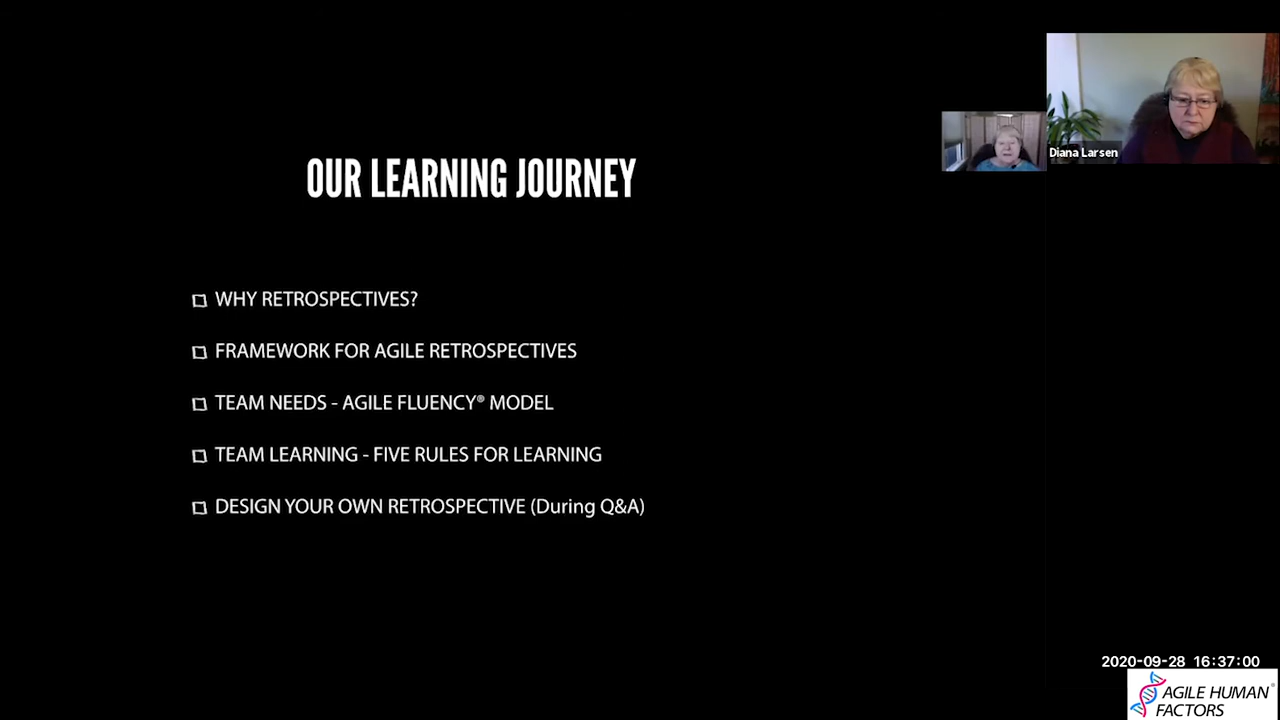 OUR LEARNING JOURNEY
WHY RETROSPECTIVES?
FRAMEWORK FOR AGILE RETROSPECTIVES
TEAM NEEDS - AGILE FLUENCY® MODEL
TEAM LEARNING - FIVE RULES FOR LEARNING
DESIGN YOUR OWN RETROSPECTIVE (During Q&A)
Diana Larsen
2020-09-28 16:37:00
AGILE HUMAN®
FACTORS